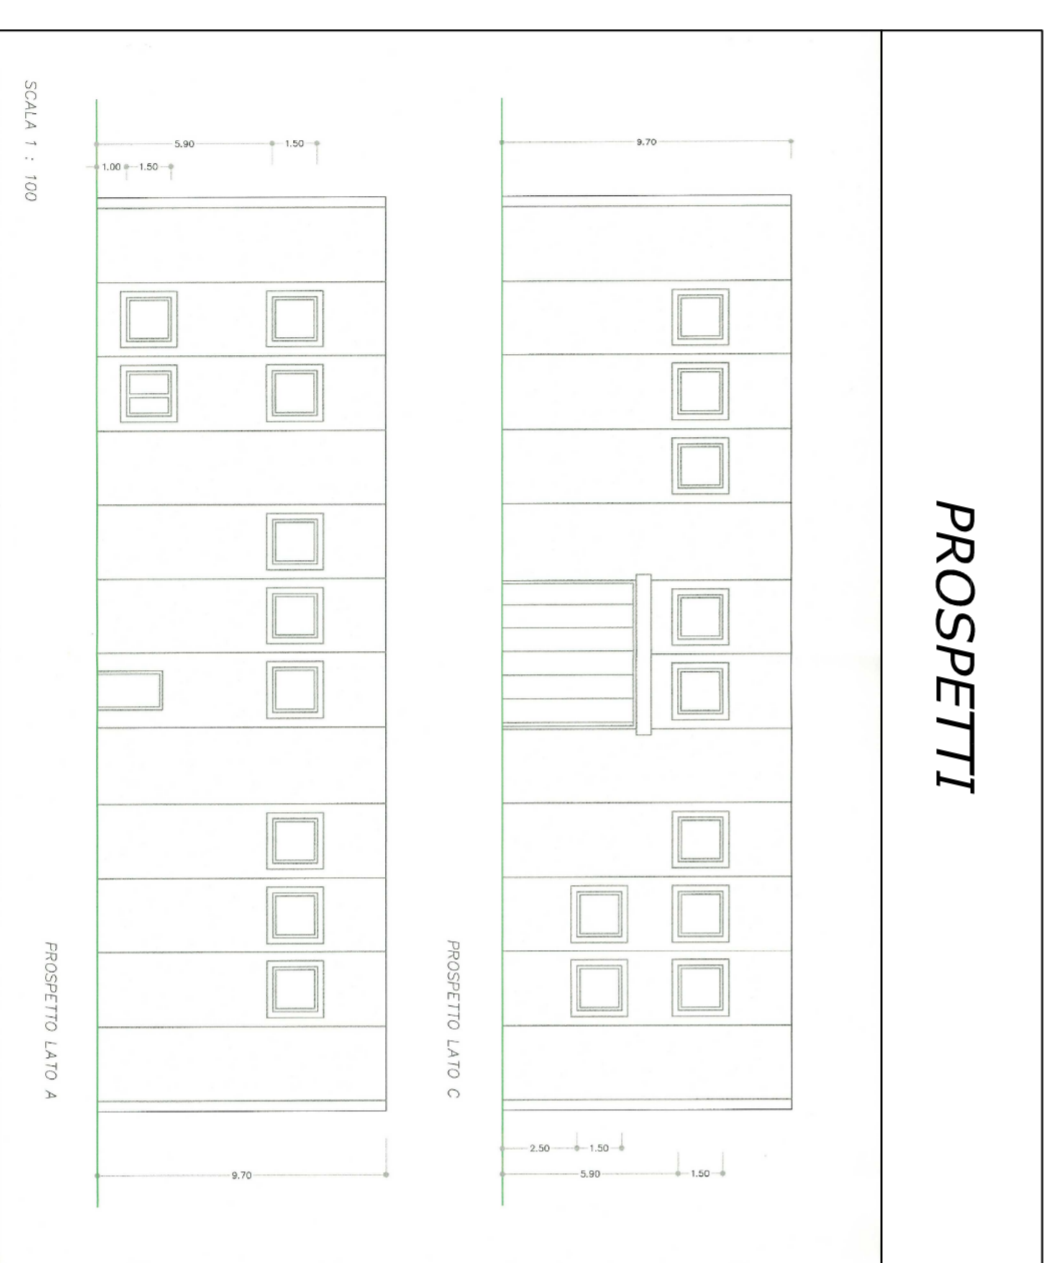 PROSPETTI
9.70
2.50
1.50
5.90
1.50
PROSPETTO LATO C
5.90
1.50
1.00
1.50
9.70
PROSPETTO LATO A
SCALA 1 : 100